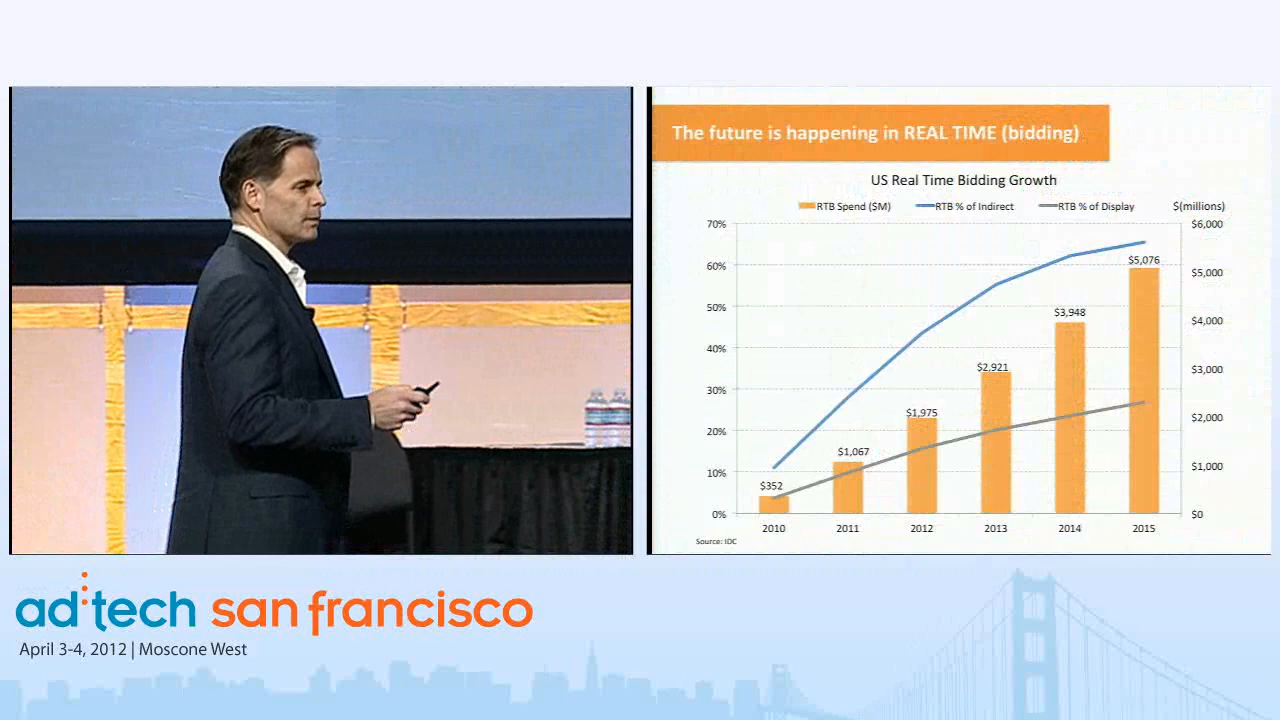 The future is happening in REAL TIME (bidding)
US Real Time Bidding Growth
RTB Spend ($M) RTB % of Indirect RTB % of Display $(millions)
70% $6,000
60% $5,076
$5,000
50% $3,948 $4,000
40% $2,921 $3,000
30% $1,975 $2,000
20% $1,067
10% $352 $1,000
0% $0
2010 2011 2012 2013 2014 2015
Source: IDC
ad:tech san francisco
April 3-4, 2012 | Moscone West